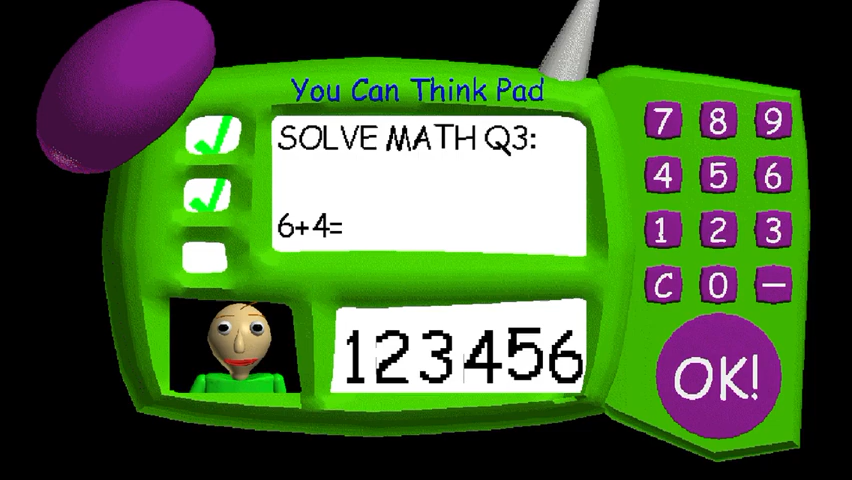 You Can Think Pad
SOLVE MATH Q3:
6+4=
123456
7 8 9
4 5 6
1 2 3
C 0 −
OK!